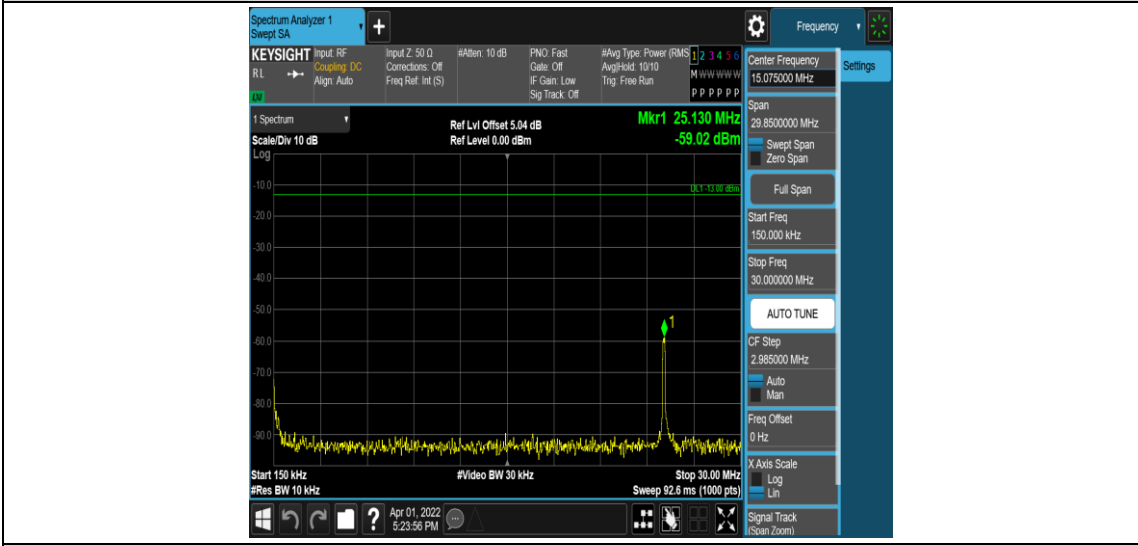 Spectrum Analyzer 1
Swept SA
+
Frequency
KEYSIGHT
Input: RF
Coupling: DC
Align: Auto
RL
Input Z: 50 Ω
Corrections: Off
Freq Ref: Int (S)
#Atten: 10 dB
PNO: Fast
Gate: Off
IF Gain: Low
Sig Track: Off
#Avg Type: Power (RMS
Avg|Hold: 10/10
Trig: Free Run
1 2 3 4 5 6
M W W W W W
P P P P P P
Settings
Center Frequency
15.075000 MHz
Span
29.8500000 MHz
Swept Span
Zero Span
Full Span
Start Freq
150.000 kHz
Stop Freq
30.000000 MHz
AUTO TUNE
CF Step
2.985000 MHz
Auto
Man
Freq Offset
0 Hz
X Axis Scale
Log
Lin
Signal Track
(Span Zoom)
1 Spectrum
Scale/Div 10 dB
Log
Ref Lvl Offset 5.04 dB
Ref Level 0.00 dBm
Mkr1 25.130 MHz
-59.02 dBm
DL1 -13.00 dBm
-10.0
-20.0
-30.0
-40.0
-50.0
-60.0
-70.0
-80.0
-90.0
1
Start 150 kHz
#Res BW 10 kHz
#Video BW 30 kHz
Stop 30.00 MHz
Sweep 92.6 ms (1000 pts)
?
Apr 01, 2022
5:23:56 PM